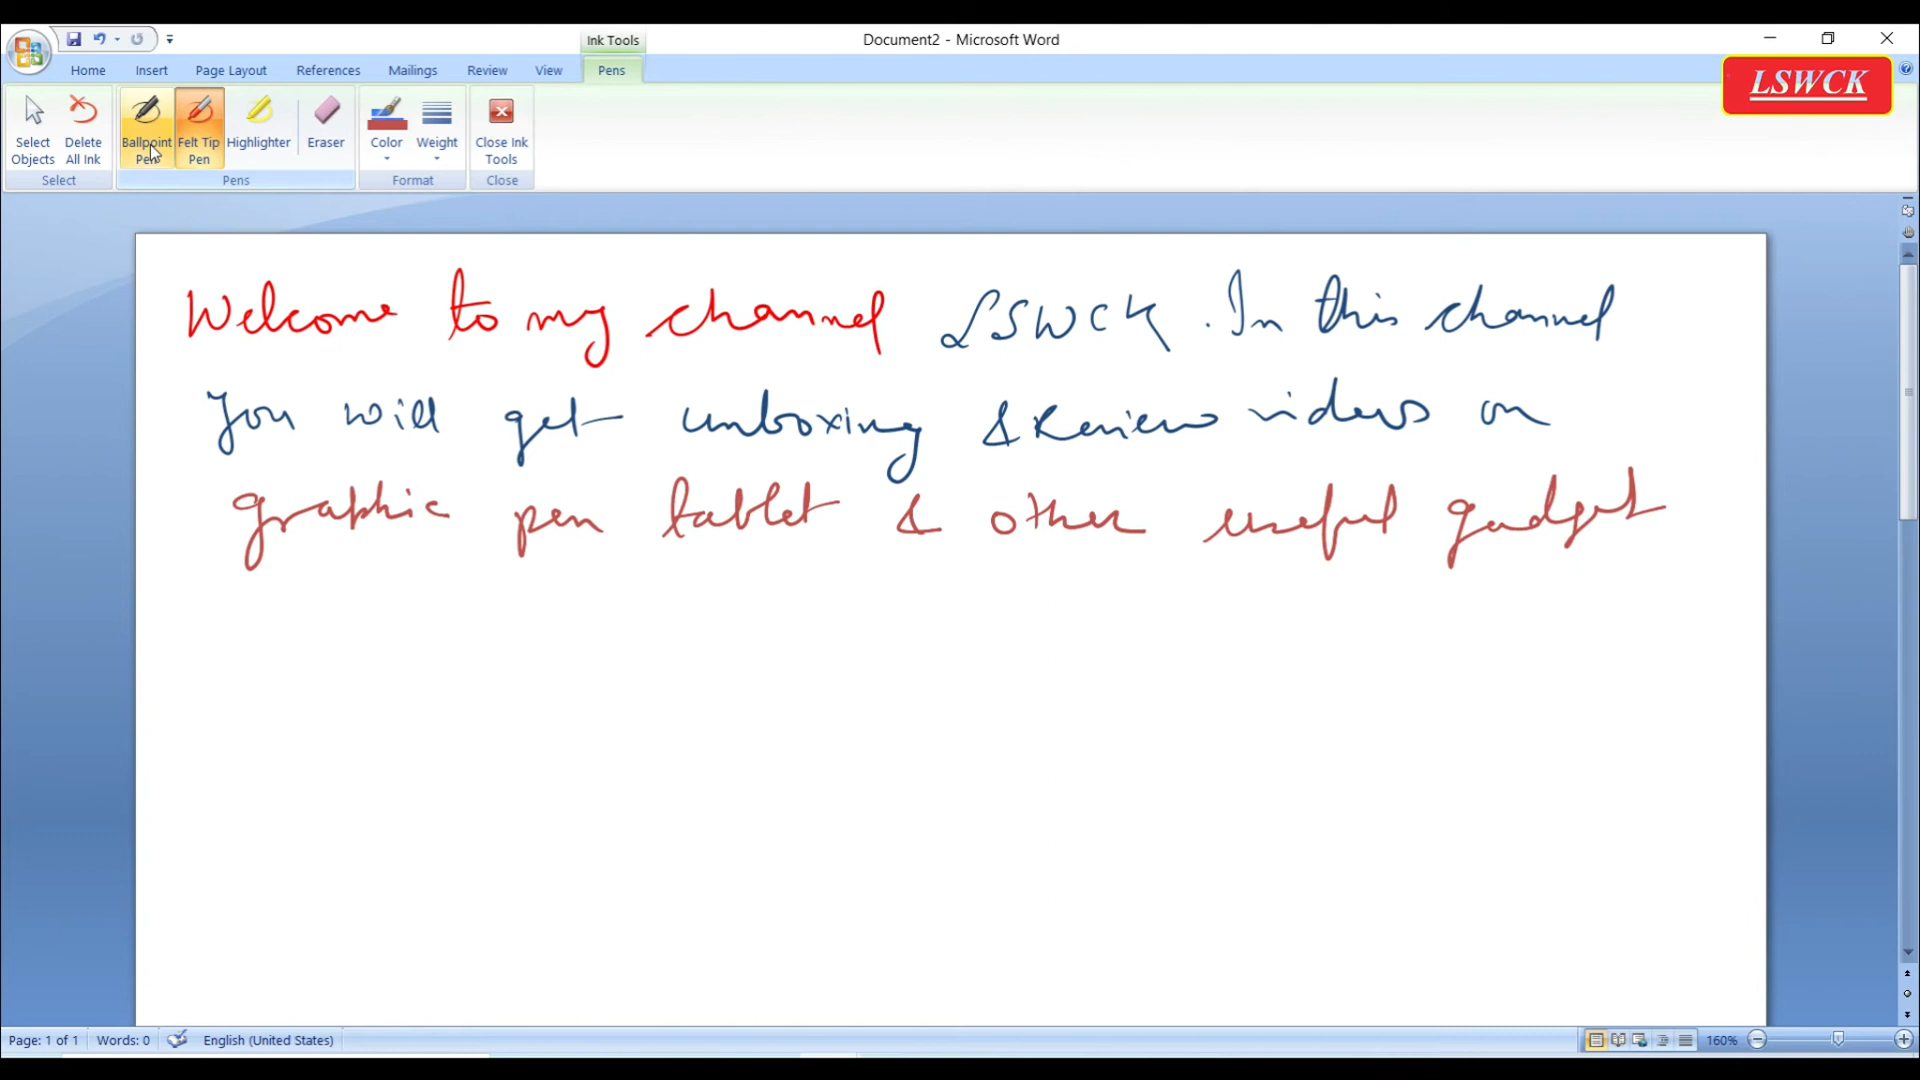 Ink Tools
Document2 - Microsoft Word
Home Insert Page Layout References Mailings Review View Pens
LSWCK
Select Objects
Delete All Ink
Ballpoint Pen
Felt Tip Pen
Highlighter
Eraser
Color
Weight
Close Ink Tools
Select Pens Format Close
Welcome to my channel LSWCK. In this channel
You will get unboxing & Review videos on
graphic pen tablet & other useful gadget
Page: 1 of 1 Words: 0 English (United States) 160%